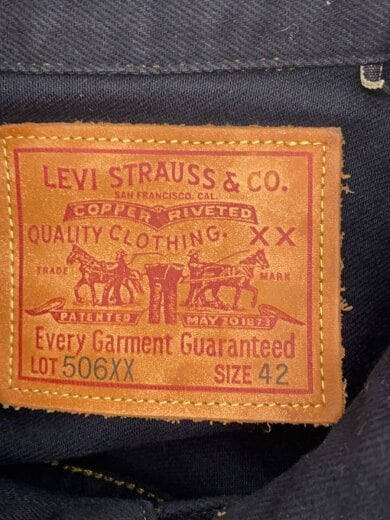 LEVI STRAUSS & CO.
SAN FRANCISCO, CAL.
COPPER RIVETED
QUALITY CLOTHING. XX
TRADE MARK
PATENTED MAY 20 1873
Every Garment Guaranteed
LOT 506XX SIZE 42